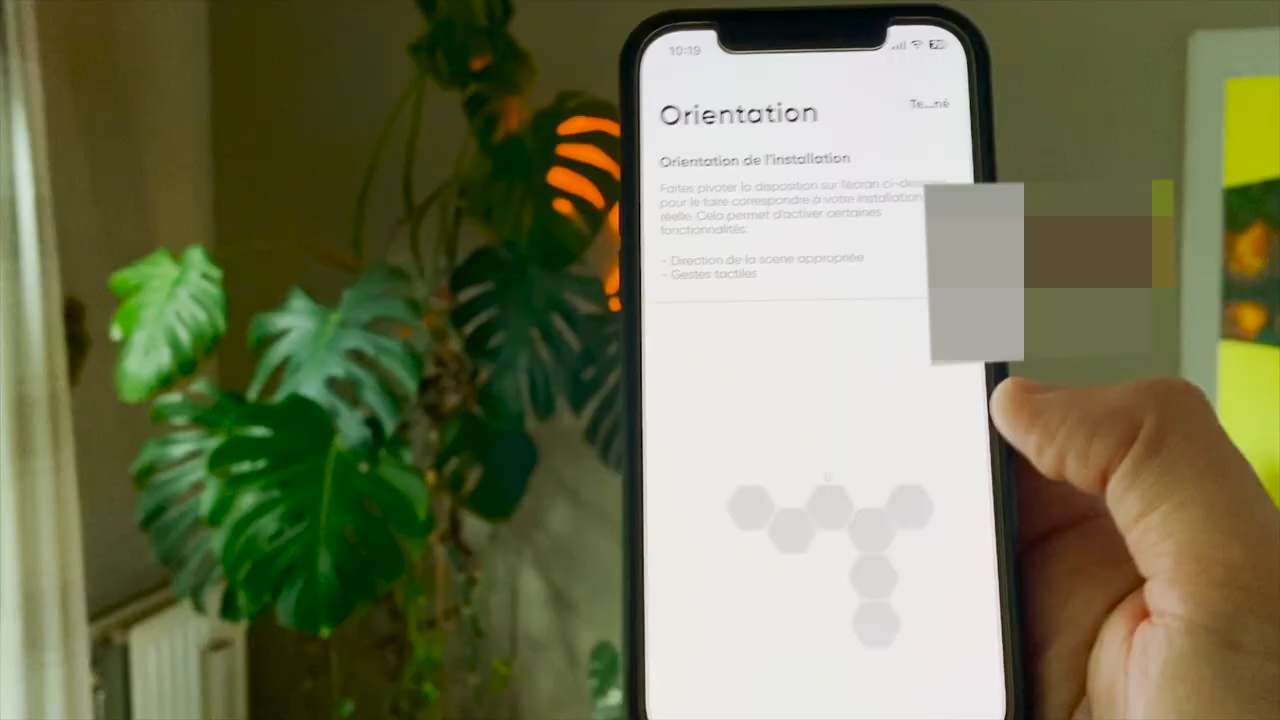 10:19
Orientation
Te...né
Orientation de l'installation
Faites pivoter la disposition sur l'écran ci-dessous
pour le faire correspondre à votre installation
réelle. Cela permet d'activer certaines
fonctionnalités:
- Direction de la scene appropriée
- Gestes tactiles